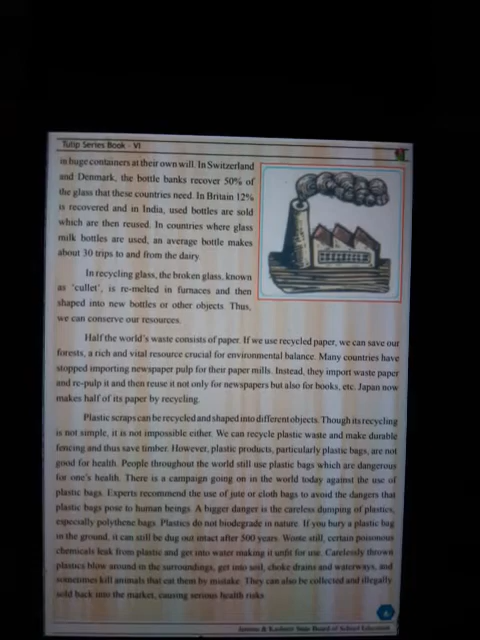 Tulip Series Book - VI
in huge containers at their own will. In Switzerland
and Denmark, the bottle banks recover 50% of
the glass that these countries need. In Britain 12%
is recovered and in India, used bottles are sold
which are then reused. In countries where glass
milk bottles are used, an average bottle makes
about 30 trips to and from the dairy.
In recycling glass, the broken glass, known
as 'cullet', is re-melted in furnaces and then
shaped into new bottles or other objects. Thus,
we can conserve our resources.
Half the world's waste consists of paper. If we use recycled paper, we can save our
forests, a rich and vital resource crucial for environmental balance. Many countries have
stopped importing newspaper pulp for their paper mills. Instead, they import waste paper
and re-pulp it and then reuse it not only for newspapers but also for books, etc. Japan now
makes half of its paper by recycling.
Plastic scraps can be recycled and shaped into different objects. Though its recycling
is not simple, it is not impossible either. We can recycle plastic waste and make durable
fencing and thus save timber. However, plastic products, particularly plastic bags, are not
good for health. People throughout the world still use plastic bags which are dangerous
for one's health. There is a campaign going on in the world today against the use of
plastic bags. Experts recommend the use of jute or cloth bags to avoid the dangers that
plastic bags pose to human beings. A bigger danger is the careless dumping of plastics,
especially polythene bags. Plastics do not biodegrade in nature. If you bury a plastic bag
in the ground, it can still be dug out intact after 500 years. Worse still, certain poisonous
chemicals leak from plastic and get into water making it unfit for use. Carelessly thrown
plastics blow around in the surroundings, get into soil, choke drains and waterways, and
sometimes kill animals that eat them by mistake. They can also be collected and illegally
sold back into the market, causing serious health risks.
Jammu & Kashmir State Board of School Education